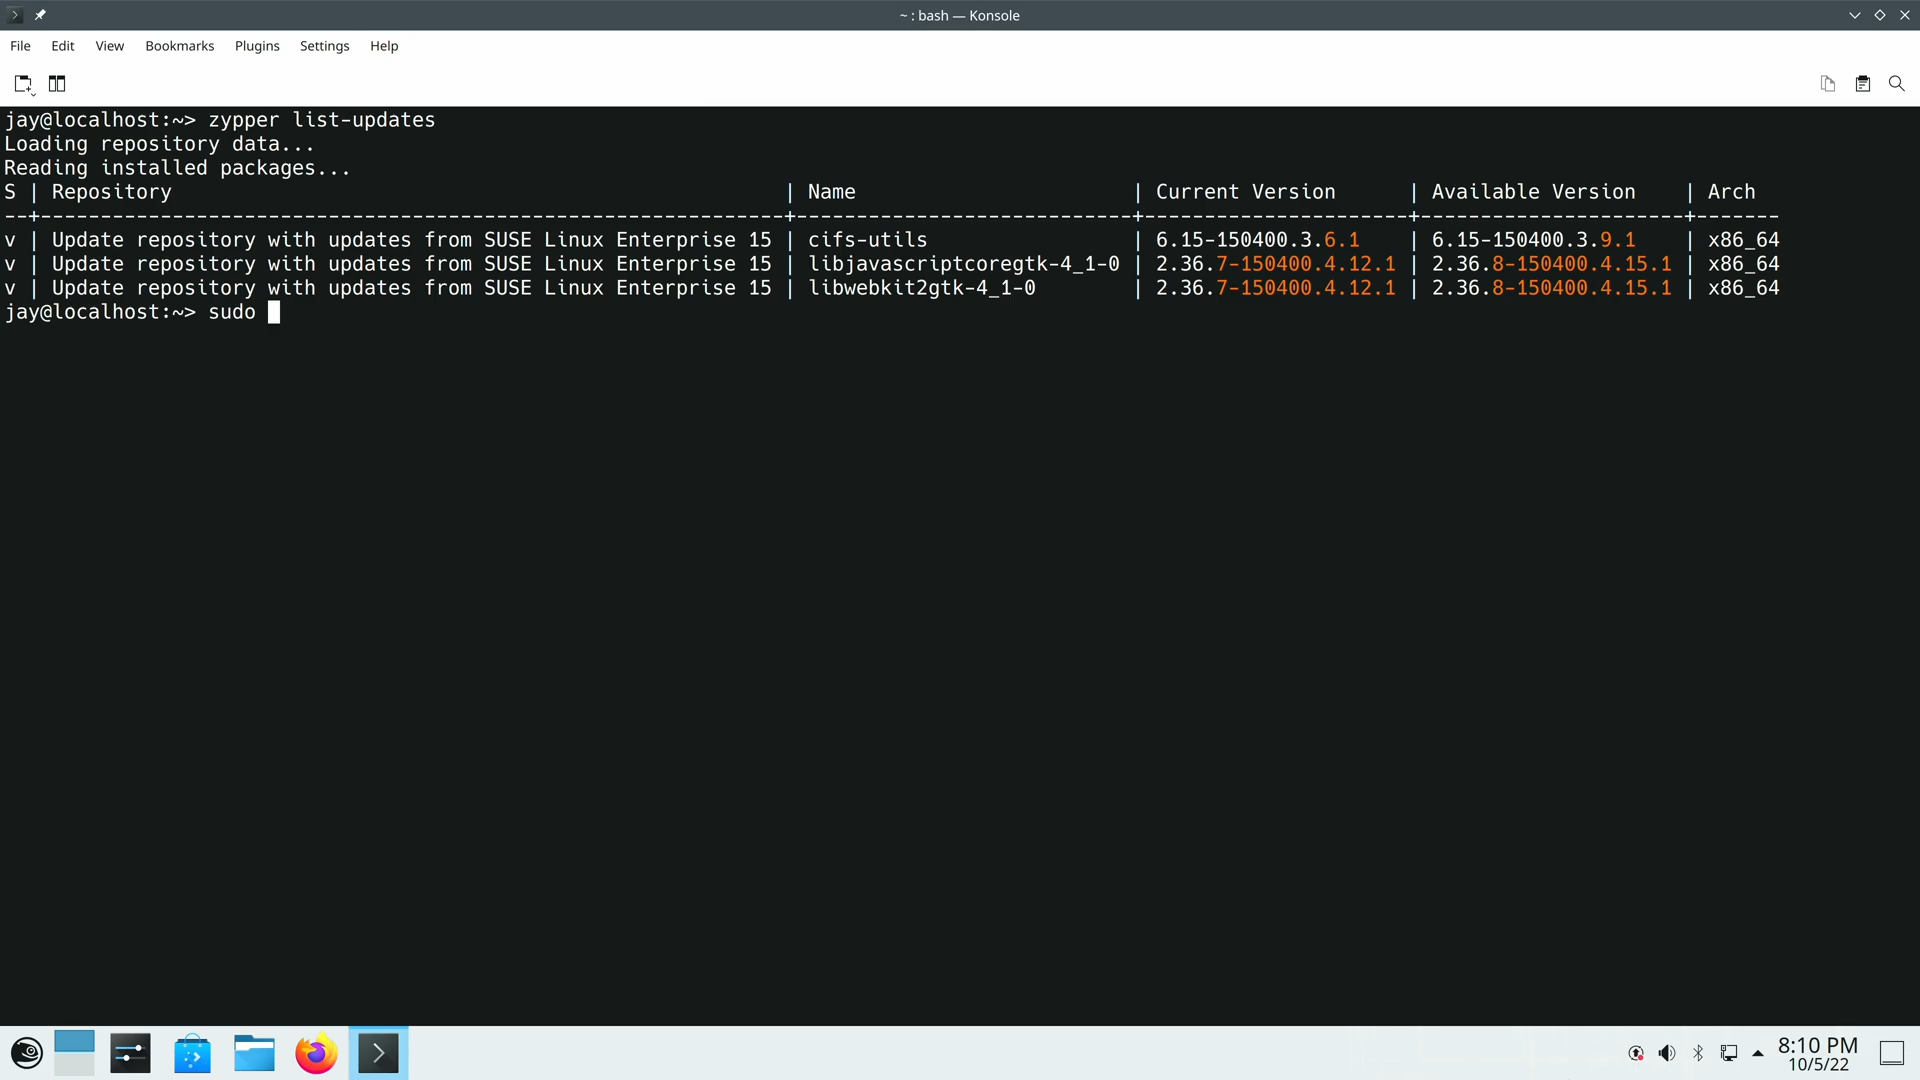 ~ : bash — Konsole
File Edit View Bookmarks Plugins Settings Help
jay@localhost:~> zypper list-updates
Loading repository data...
Reading installed packages...
S | Repository | Name | Current Version | Available Version | Arch
--+--------------------------------------------------------------+----------------------------+----------------------+----------------------+-------
v | Update repository with updates from SUSE Linux Enterprise 15 | cifs-utils | 6.15-150400.3.6.1 | 6.15-150400.3.9.1 | x86_64
v | Update repository with updates from SUSE Linux Enterprise 15 | libjavascriptcoregtk-4_1-0 | 2.36.7-150400.4.12.1 | 2.36.8-150400.4.15.1 | x86_64
v | Update repository with updates from SUSE Linux Enterprise 15 | libwebkit2gtk-4_1-0 | 2.36.7-150400.4.12.1 | 2.36.8-150400.4.15.1 | x86_64
jay@localhost:~> sudo
8:10 PM
10/5/22